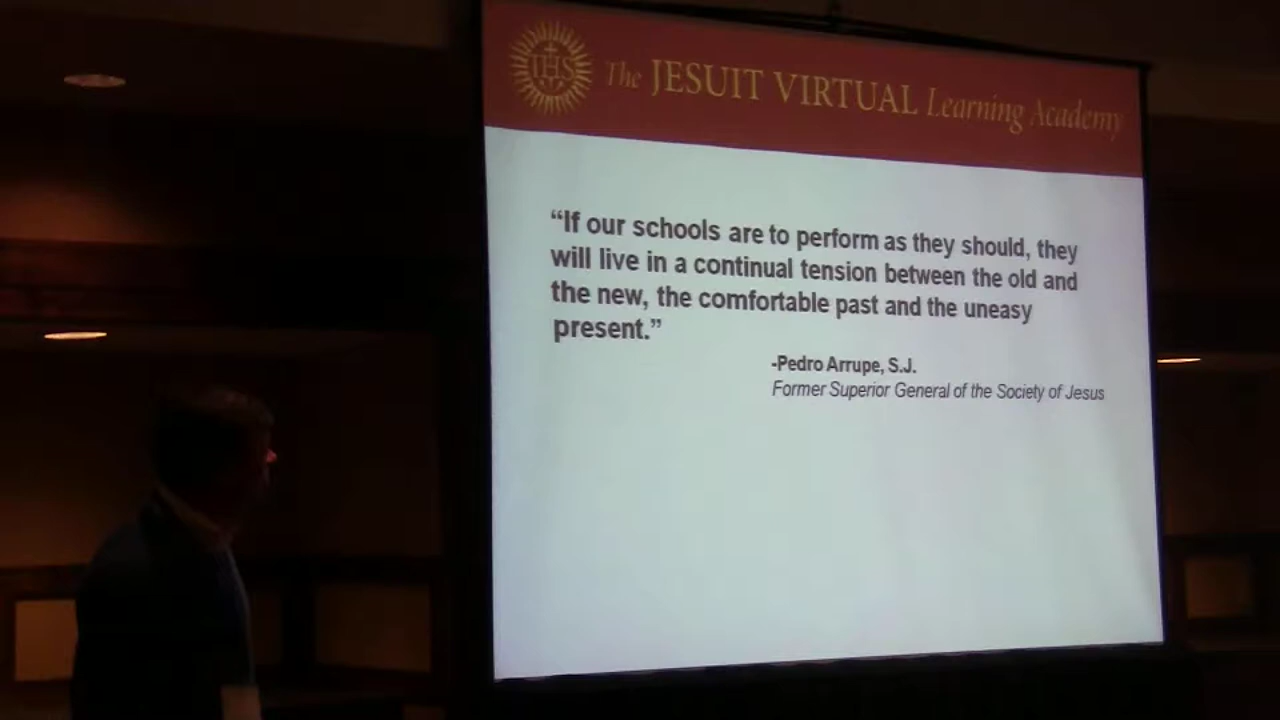 IHS
The JESUIT VIRTUAL Learning Academy
“If our schools are to perform as they should, they
will live in a continual tension between the old and
the new, the comfortable past and the uneasy
present.”
-Pedro Arrupe, S.J.
Former Superior General of the Society of Jesus